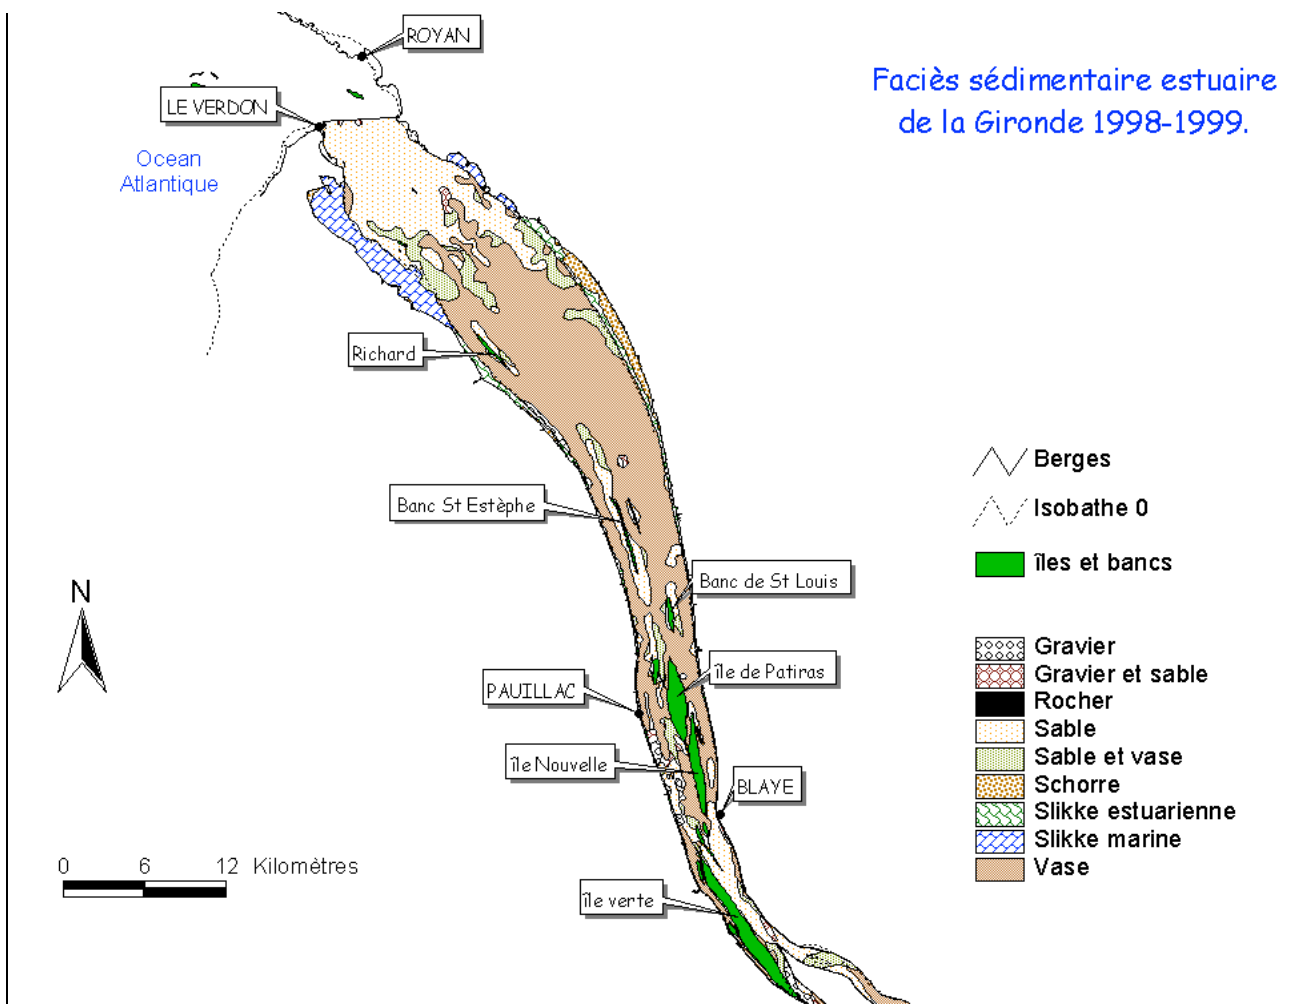 ROYAN
Faciès sédimentaire estuaire
de la Gironde 1998-1999.
LE VERDON
Ocean
Atlantique
Richard
Banc St Estèphe
Banc de St Louis
île de Patiras
PAUILLAC
île Nouvelle
BLAYE
île verte
N
0 6 12 Kilomètres
Berges
Isobathe 0
îles et bancs
Gravier
Gravier et sable
Rocher
Sable
Sable et vase
Schorre
Slikke estuarienne
Slikke marine
Vase